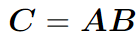 C = AB